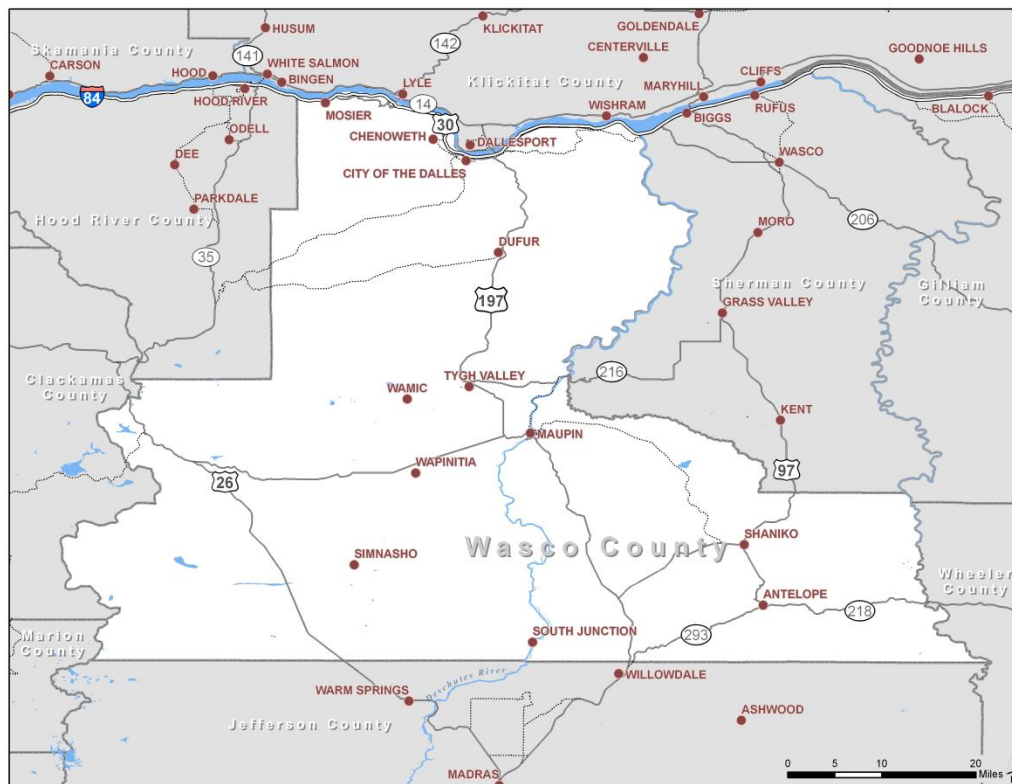 HUSUM
KLICKITAT
GOLDENDALE
Skamania County
141
142
CENTERVILLE
GOODNOE HILLS
CARSON
HOOD
WHITE SALMON
BINGEN
LYLE
Klickitat County
MARYHILL
CLIFFS
84
HOOD RIVER
MOSIER
14
WISHRAM
BIGGS
RUFUS
BLALOCK
30
ODELL
CHENOWETH
DALLESPORT
DEE
CITY OF THE DALLES
WASCO
PARKDALE
Hood River County
MORO
206
35
DUFUR
Sherman County
Gilliam
County
197
GRASS VALLEY
Clackamas
County
WAMIC
TYGH VALLEY
216
KENT
MAUPIN
WAPINITIA
26
97
Wasco County
SHANIKO
SIMNASHO
Wheeler
County
ANTELOPE
218
Marion
County
SOUTH JUNCTION
293
WARM SPRINGS
Deschutes River
WILLOWDALE
Jefferson County
ASHWOOD
MADRAS
0 5 10 20
Miles